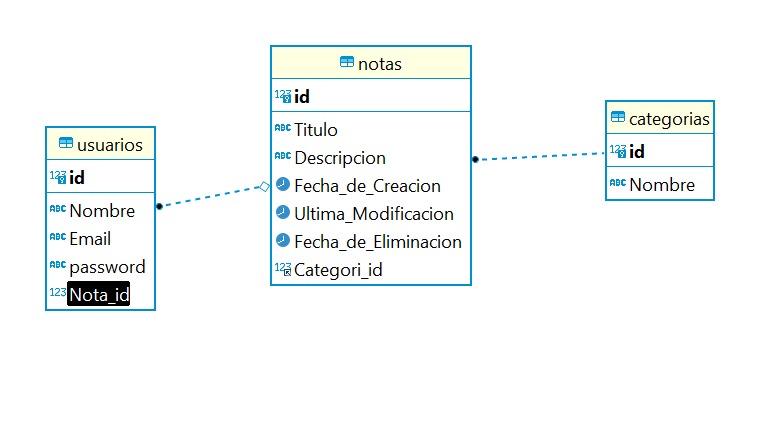 usuarios
123 id
ABC Nombre
ABC Email
ABC password
123 Nota_id
notas
123 id
ABC Titulo
ABC Descripcion
Fecha_de_Creacion
Ultima_Modificacion
Fecha_de_Eliminacion
123 Categori_id
categorias
123 id
ABC Nombre